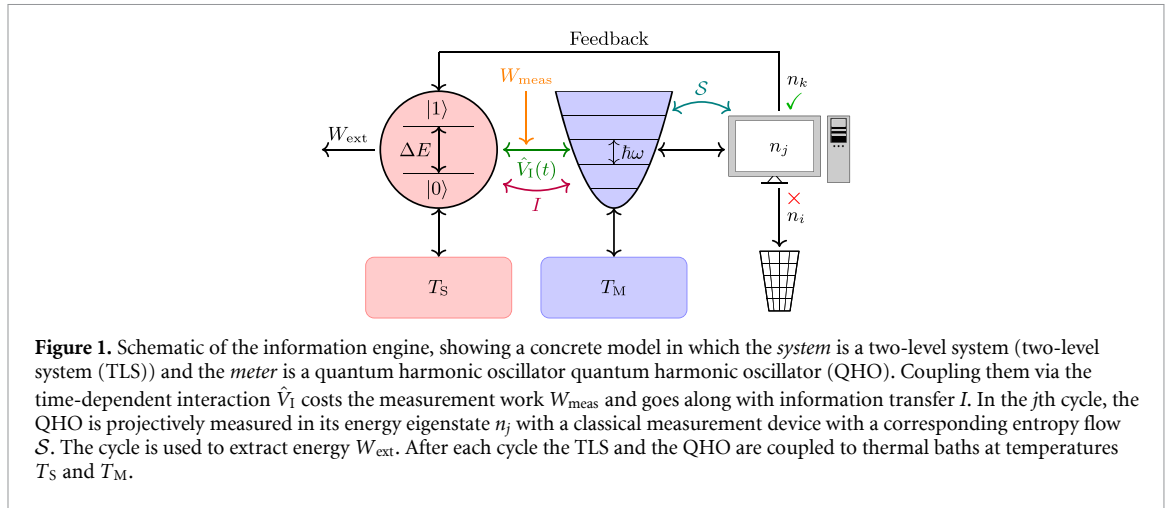 Feedback
W_meas
S
n_k
✓
|1⟩
W_ext
ΔE
V̂_I(t)
ħω
n_j
|0⟩
I
×
n_i
T_S
T_M
Figure 1. Schematic of the information engine, showing a concrete model in which the system is a two-level system (two-level
system (TLS)) and the meter is a quantum harmonic oscillator quantum harmonic oscillator (QHO). Coupling them via the
time-dependent interaction V̂_I costs the measurement work W_meas and goes along with information transfer I. In the jth cycle, the
QHO is projectively measured in its energy eigenstate n_j with a classical measurement device with a corresponding entropy flow
S. The cycle is used to extract energy W_ext. After each cycle the TLS and the QHO are coupled to thermal baths at temperatures
T_S and T_M.